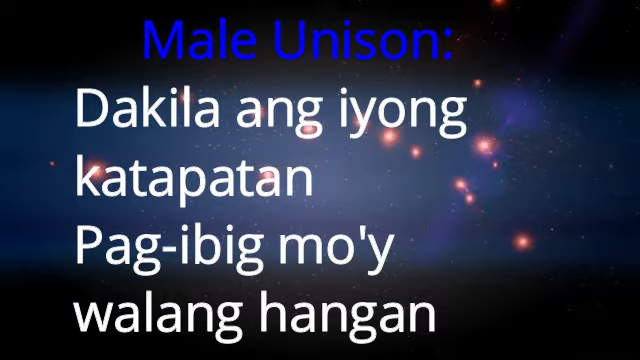 Male Unison:
Dakila ang iyong
katapatan
Pag-ibig mo'y
walang hangan